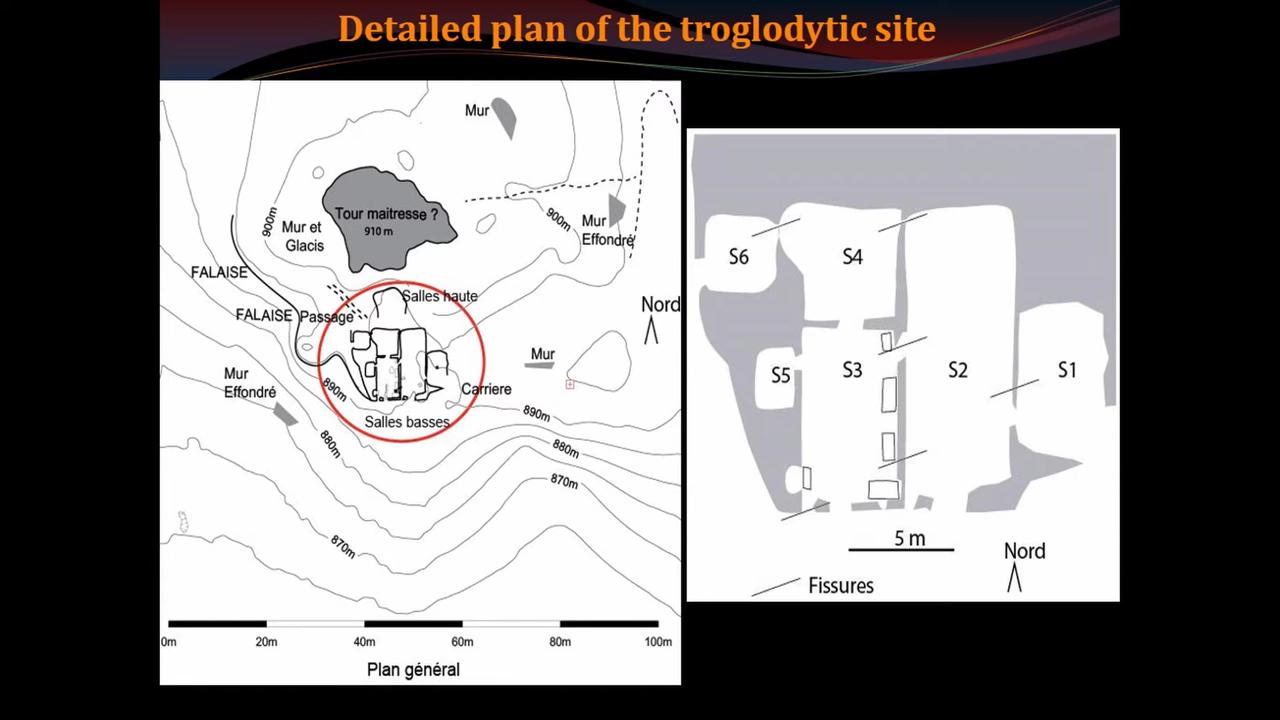 Detailed plan of the troglodytic site
Mur
Tour maitresse ?
910 m
900m
Mur et
Glacis
900m
Mur
Effondré
FALAISE
Salles haute
Nord
FALAISE
Passage
Mur
Mur
Effondré
890m
Carriere
Salles basses
890m
880m
880m
870m
870m
0m
20m
40m
60m
80m
100m
Plan général
S6
S4
S5
S3
S2
S1
5 m
Nord
Fissures